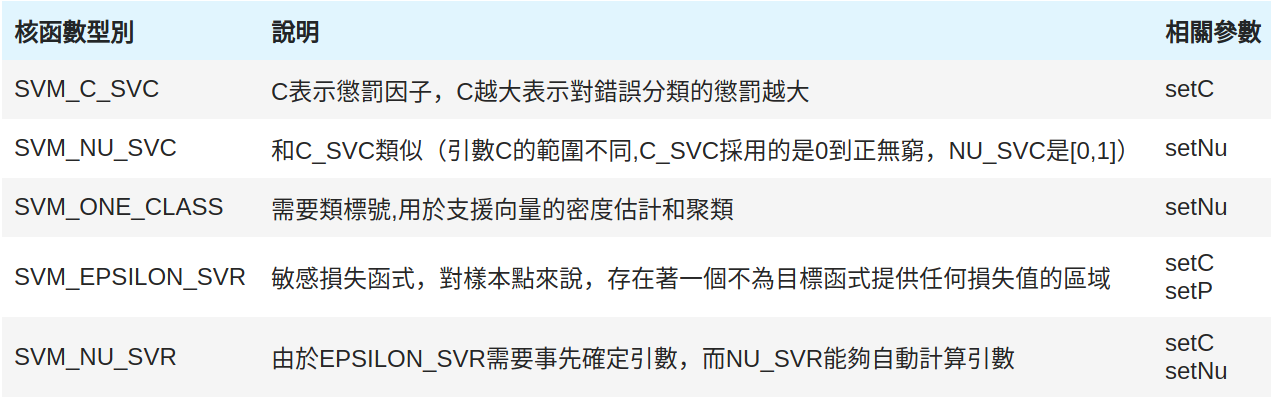 核函數型別 說明 相關參數
SVM_C_SVC C表示懲罰因子，C越大表示對錯誤分類的懲罰越大 setC
SVM_NU_SVC 和C_SVC類似（引數C的範圍不同,C_SVC採用的是0到正無窮，NU_SVC是[0,1]） setNu
SVM_ONE_CLASS 需要類標號,用於支援向量的密度估計和聚類 setNu
SVM_EPSILON_SVR 敏感損失函式，對樣本點來說，存在著一個不為目標函式提供任何損失值的區域 setC
setP
SVM_NU_SVR 由於EPSILON_SVR需要事先確定引數，而NU_SVR能夠自動計算引數 setC
setNu